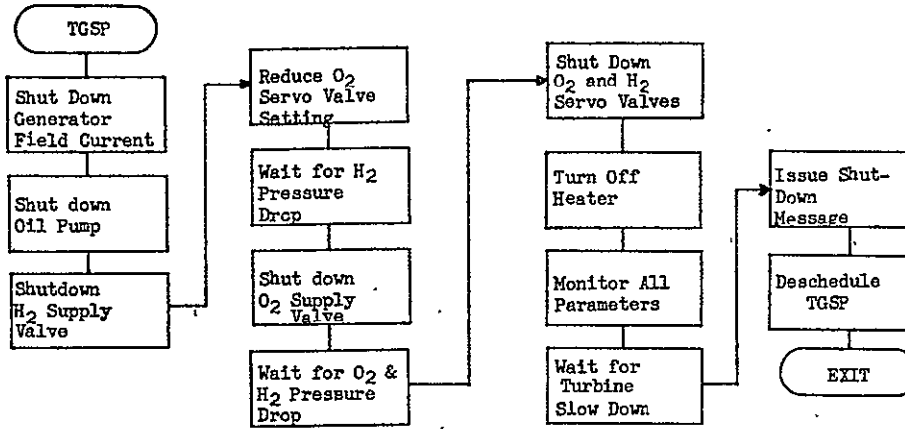 TGSP
Shut Down
Generator
Field Current
Shut down
Oil Pump
Shutdown
H2 Supply
Valve
Reduce O2
Servo Valve
Setting
Wait for H2
Pressure
Drop
Shut down
O2 Supply
Valve
Wait for O2 &
H2 Pressure
Drop
Shut Down
O2 and H2
Servo Valves
Turn Off
Heater
Monitor All
Parameters
Wait for
Turbine
Slow Down
Issue Shut-
Down
Message
Deschedule
TGSP
EXIT